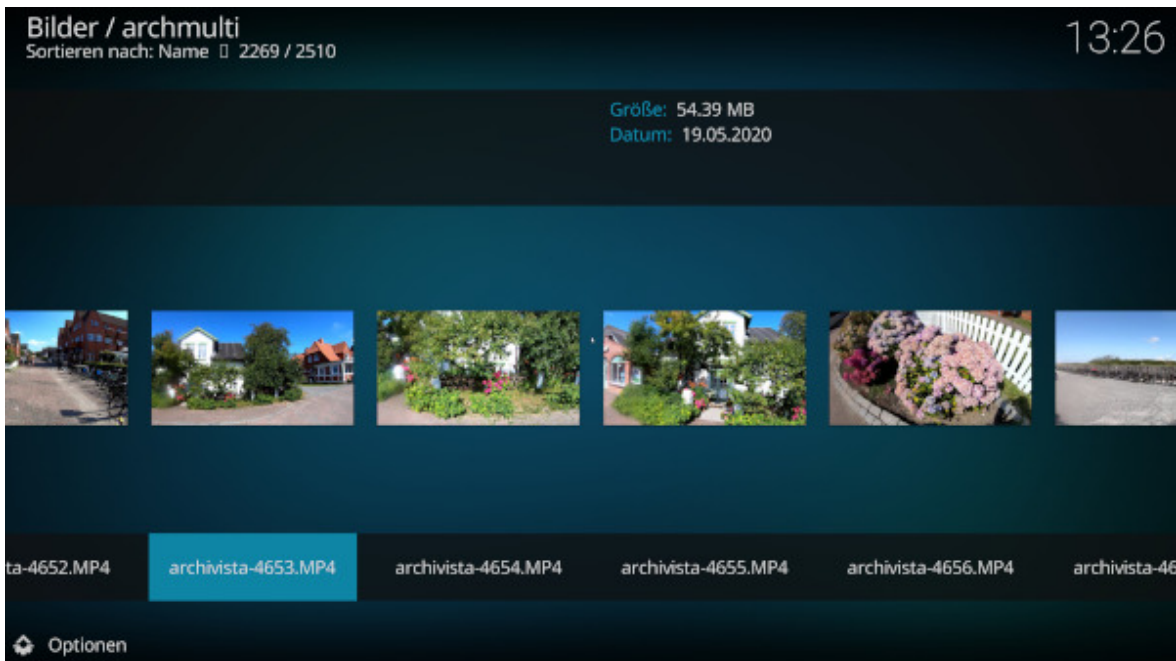 Bilder / archmulti
13:26
Sortieren nach: Name 2269 / 2510
Größe: 54.39 MB
Datum: 19.05.2020
ta-4652.MP4 archivista-4653.MP4 archivista-4654.MP4 archivista-4655.MP4 archivista-4656.MP4 archivista-46
Optionen